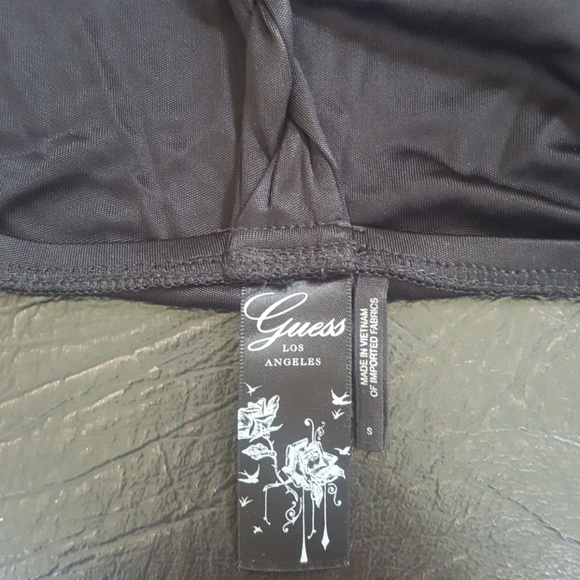 Guess
LOS
ANGELES
MADE IN VIETNAM
OF IMPORTED FABRICS
S